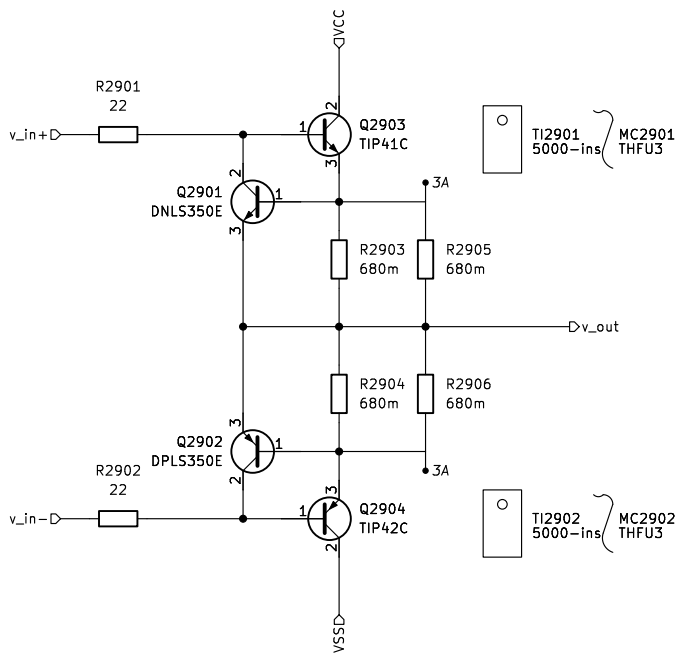 VCC
R2901
22
v_in+
1
2
3
Q2903
TIP41C
TI2901
5000-ins
MC2901
THFU3
Q2901
DNLS350E
2
1
3
3A
R2903
680m
R2905
680m
v_out
R2904
680m
R2906
680m
Q2902
DPLS350E
3
1
2
3A
R2902
22
v_in-
1
3
2
Q2904
TIP42C
TI2902
5000-ins
MC2902
THFU3
VSS